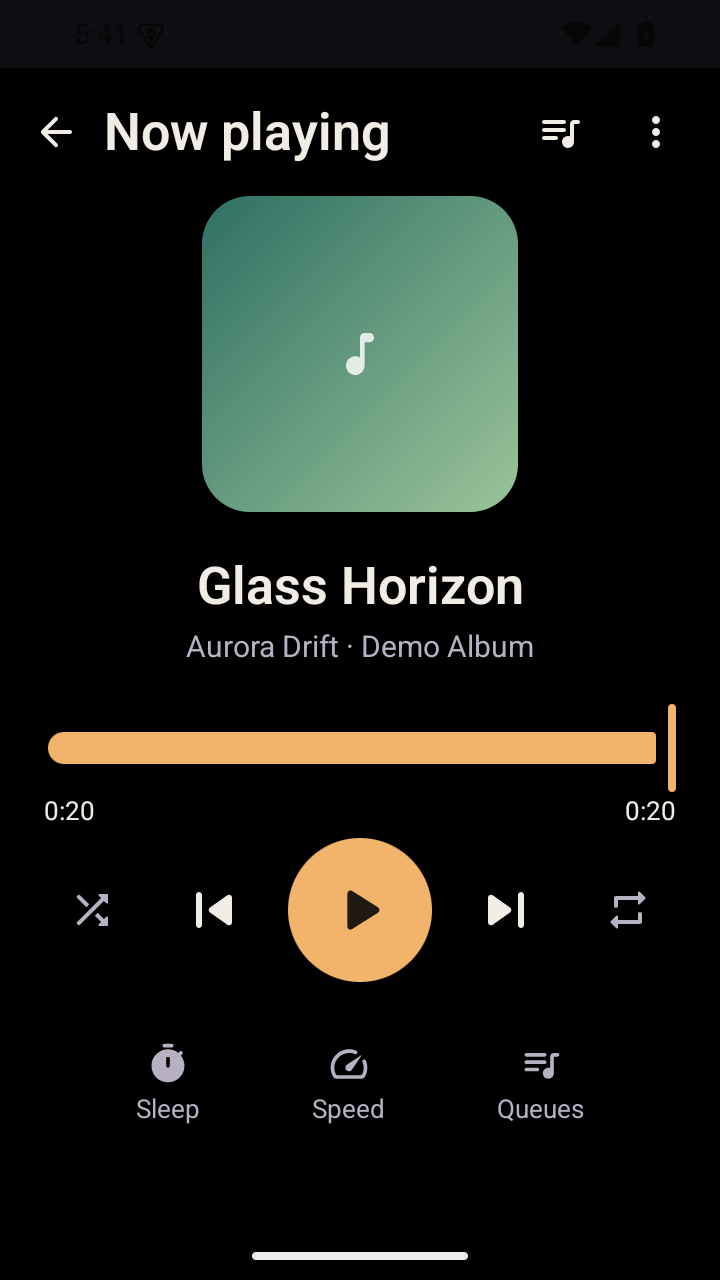 5:41
Now playing
Glass Horizon
Aurora Drift · Demo Album
0:20 0:20
Sleep Speed Queues